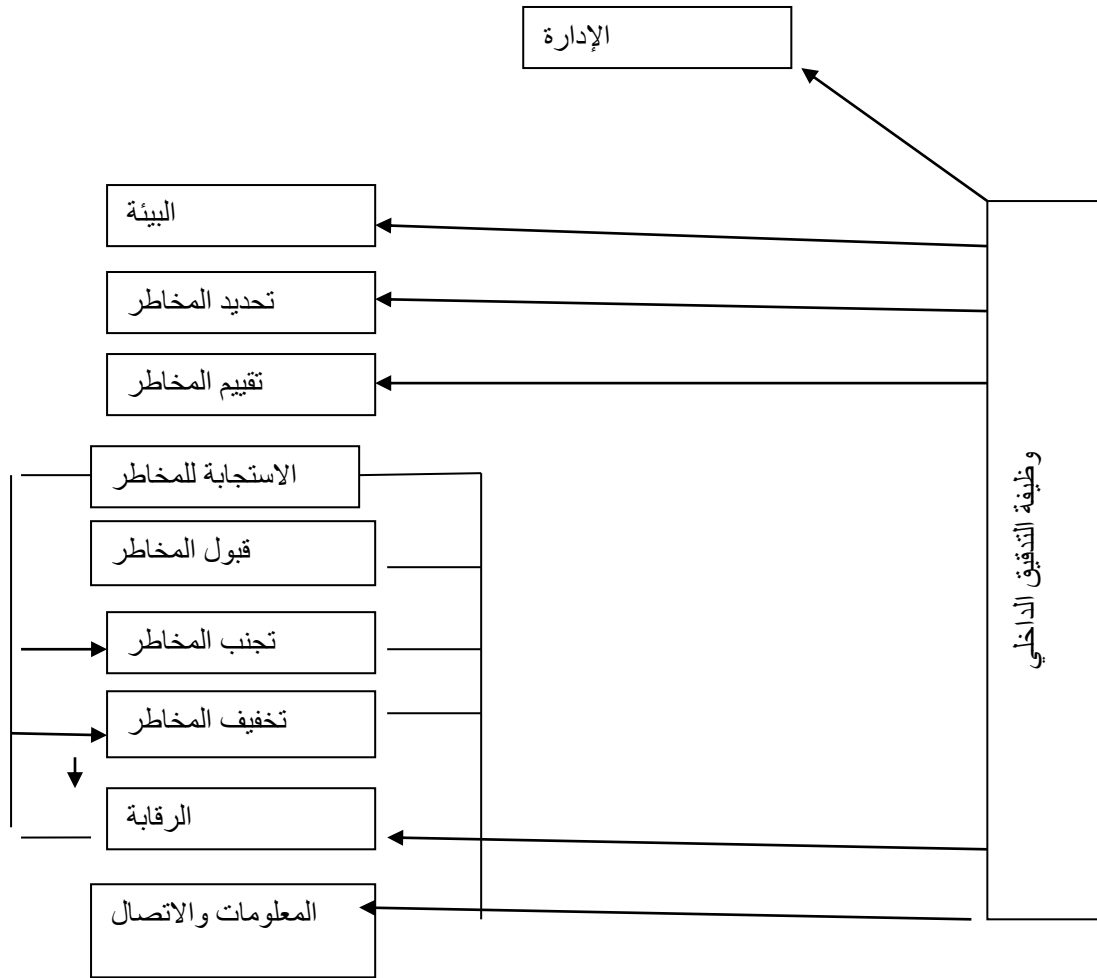 الإدارة
البيئة
تحديد المخاطر
تقييم المخاطر
الاستجابة للمخاطر
قبول المخاطر
تجنب المخاطر
تخفيف المخاطر
الرقابة
المعلومات والاتصال
وظيفة التدقيق الداخلي